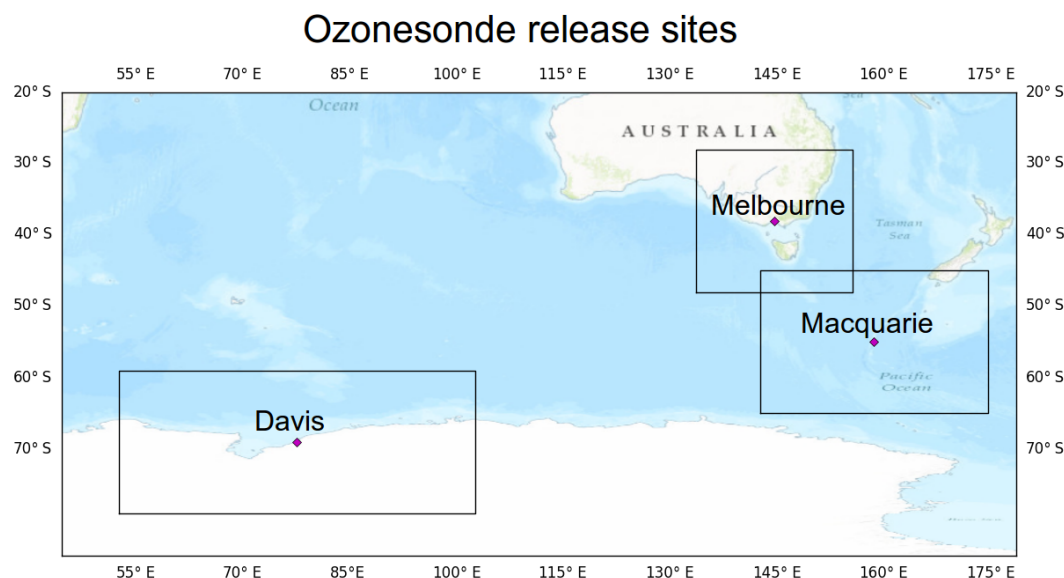 Ozonesonde release sites
55° E 70° E 85° E 100° E 115° E 130° E 145° E 160° E 175° E
20° S 20° S
Ocean Sea
AUSTRALIA
30° S 30° S
Melbourne
Tasman
Sea
40° S 40° S
50° S 50° S
Macquarie
60° S Pacific 60° S
Ocean
Davis
70° S 70° S
55° E 70° E 85° E 100° E 115° E 130° E 145° E 160° E 175° E